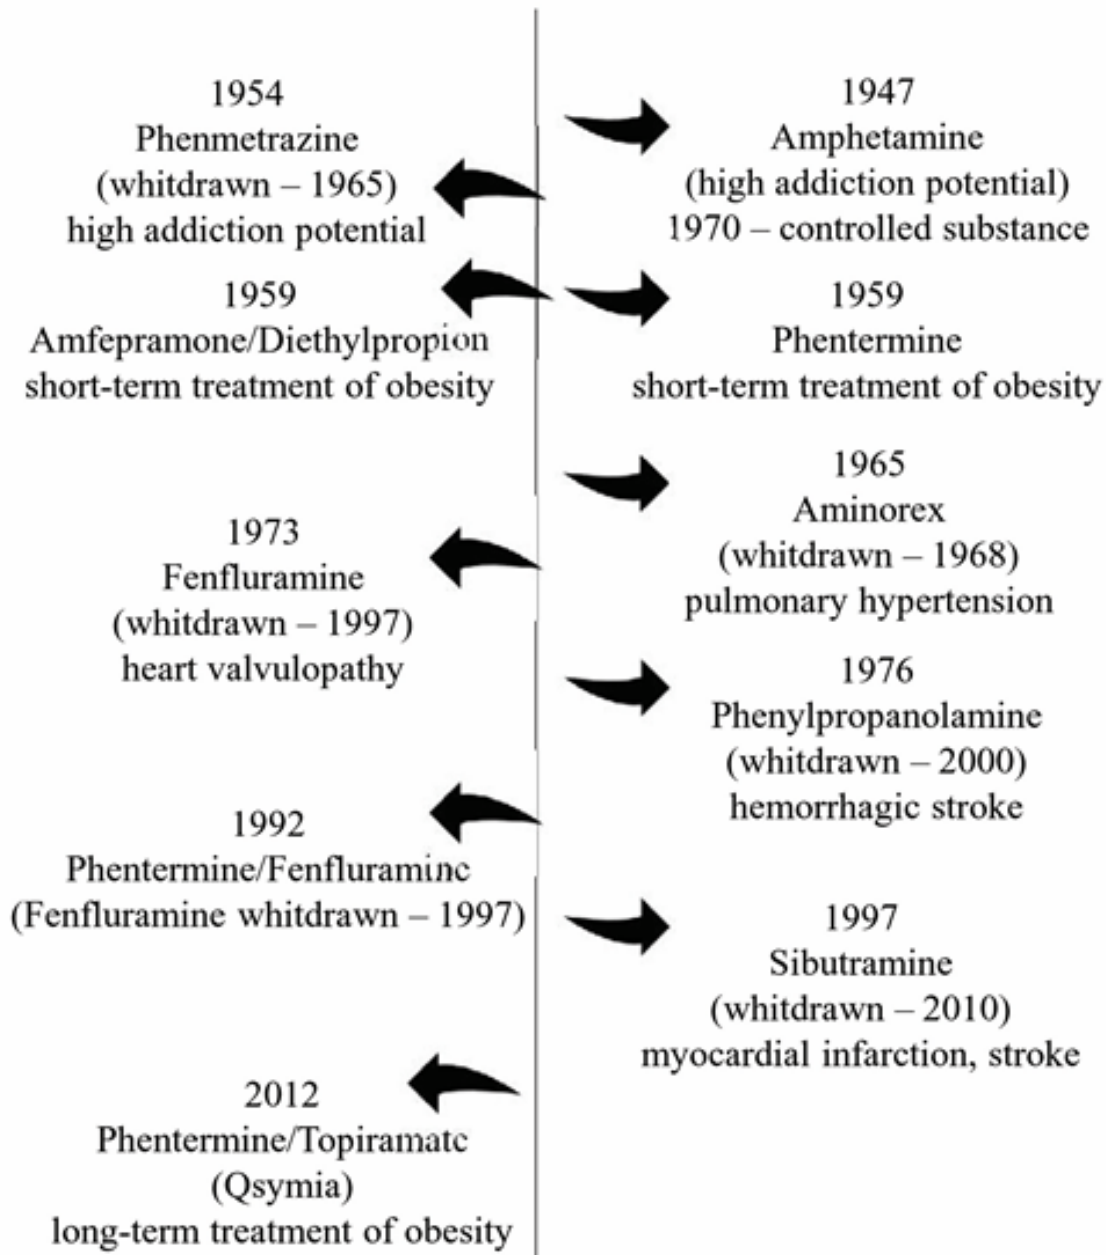 1954
Phenmetrazine
(whitdrawn – 1965)
high addiction potential
1947
Amphetamine
(high addiction potential)
1970 – controlled substance
1959
Amfepramone/Diethylpropion
short-term treatment of obesity
1959
Phentermine
short-term treatment of obesity
1965
Aminorex
(whitdrawn – 1968)
pulmonary hypertension
1973
Fenfluramine
(whitdrawn – 1997)
heart valvulopathy
1976
Phenylpropanolamine
(whitdrawn – 2000)
hemorrhagic stroke
1992
Phentermine/Fenfluramine
(Fenfluramine whitdrawn – 1997)
1997
Sibutramine
(whitdrawn – 2010)
myocardial infarction, stroke
2012
Phentermine/Topiramate
(Qsymia)
long-term treatment of obesity